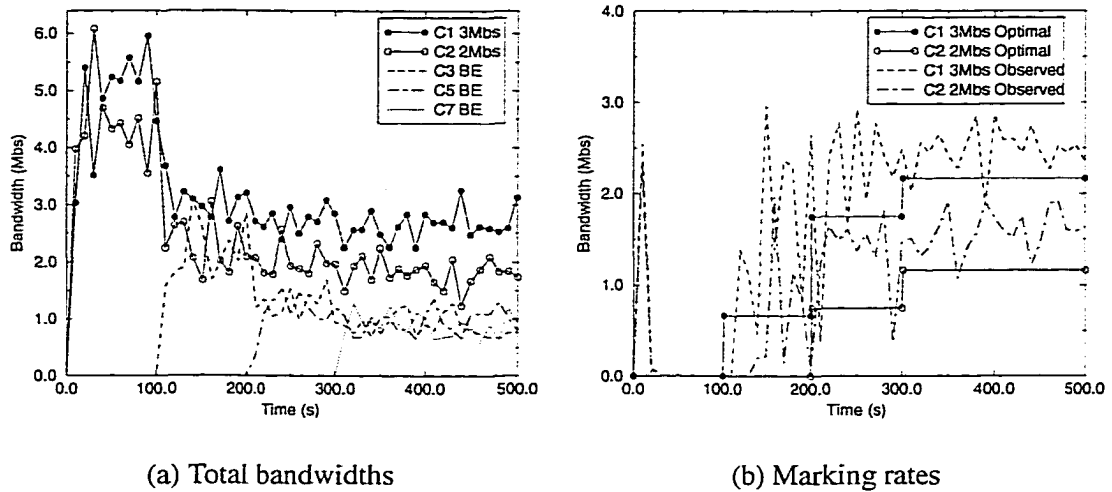 6.0
5.0
4.0
3.0
2.0
1.0
0.0
Bandwidth (Mbs)
C1 3Mbs
C2 2Mbs
C3 BE
C5 BE
C7 BE
0.0 100.0 200.0 300.0 400.0 500.0
Time (s)
(a) Total bandwidths
4.0
3.0
2.0
1.0
0.0
Bandwidth (Mbs)
C1 3Mbs Optimal
C2 2Mbs Optimal
C1 3Mbs Observed
C2 2Mbs Observed
0.0 100.0 200.0 300.0 400.0 500.0
Time (s)
(b) Marking rates